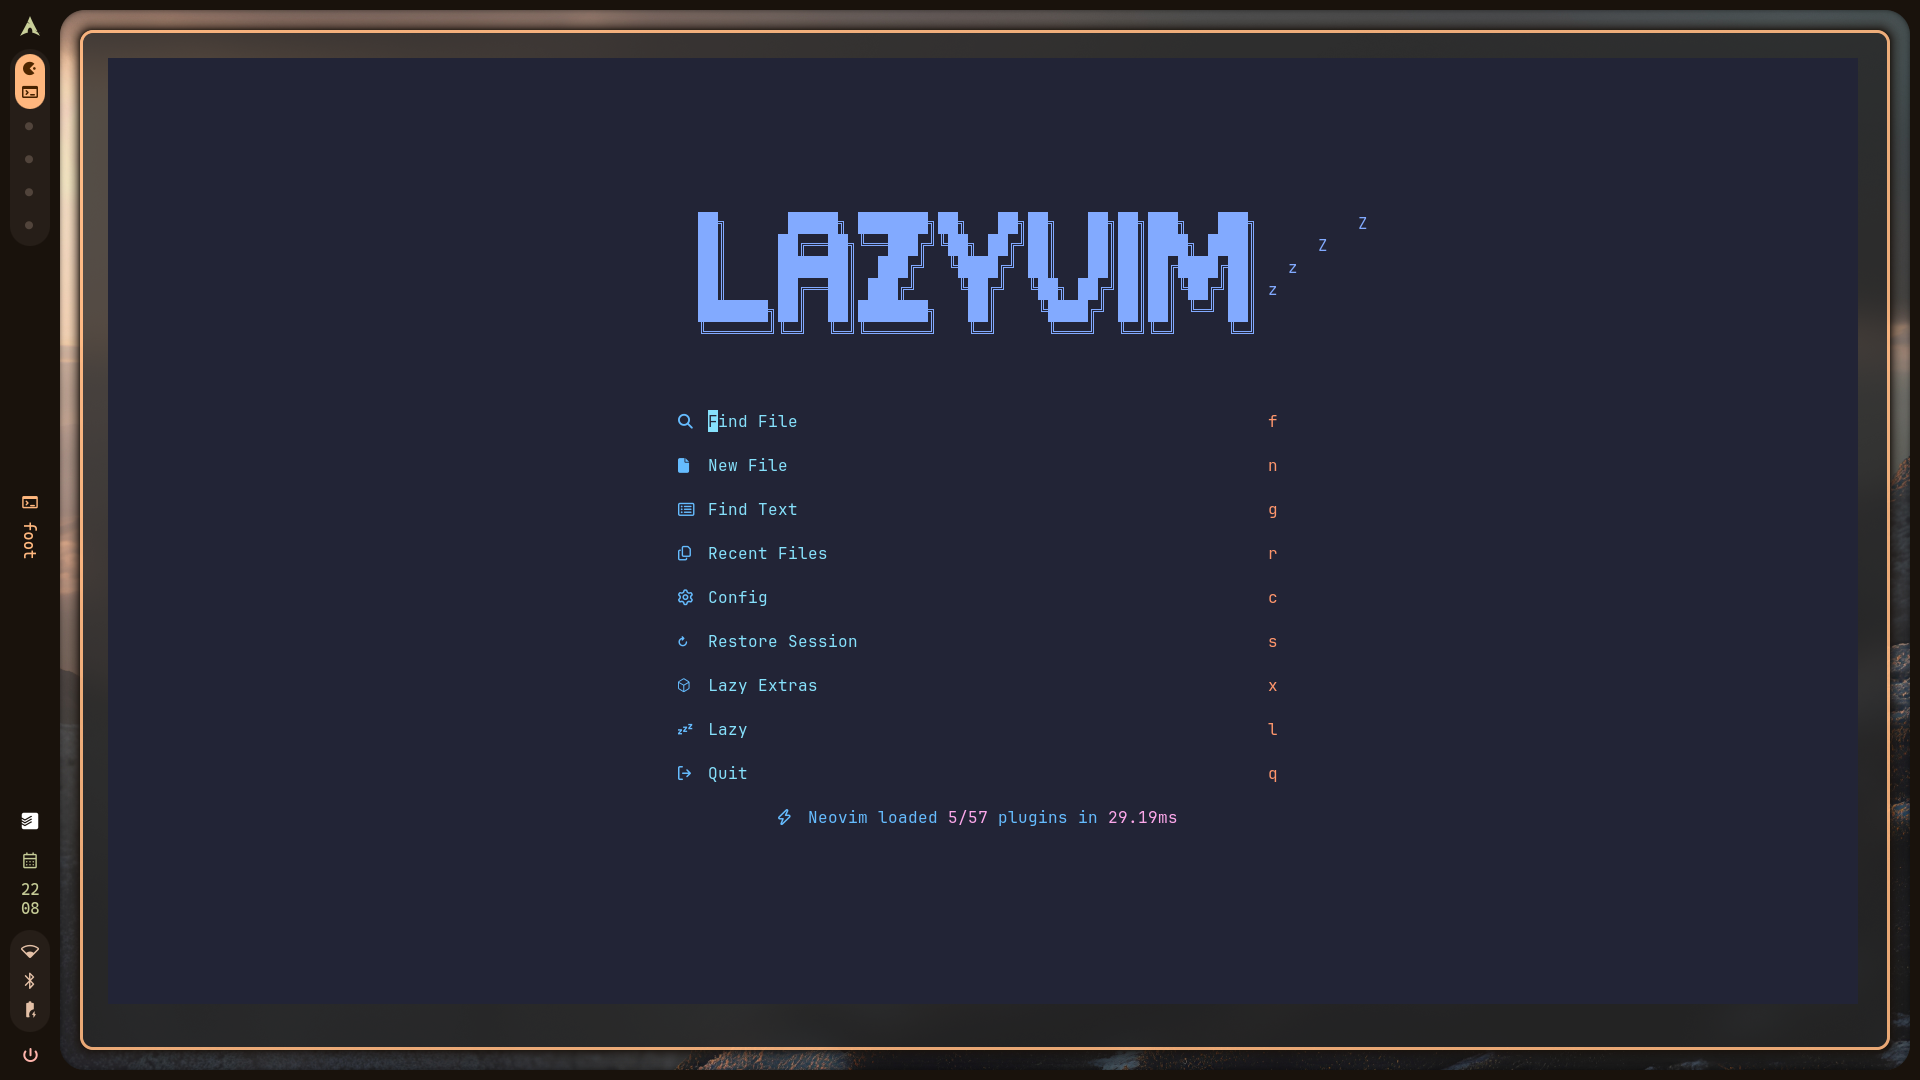 foot
22
08
LAZYVIM
Z
Z
z
z
Find File f
New File n
Find Text g
Recent Files r
Config c
Restore Session s
Lazy Extras x
Lazy l
Quit q
Neovim loaded 5/57 plugins in 29.19ms